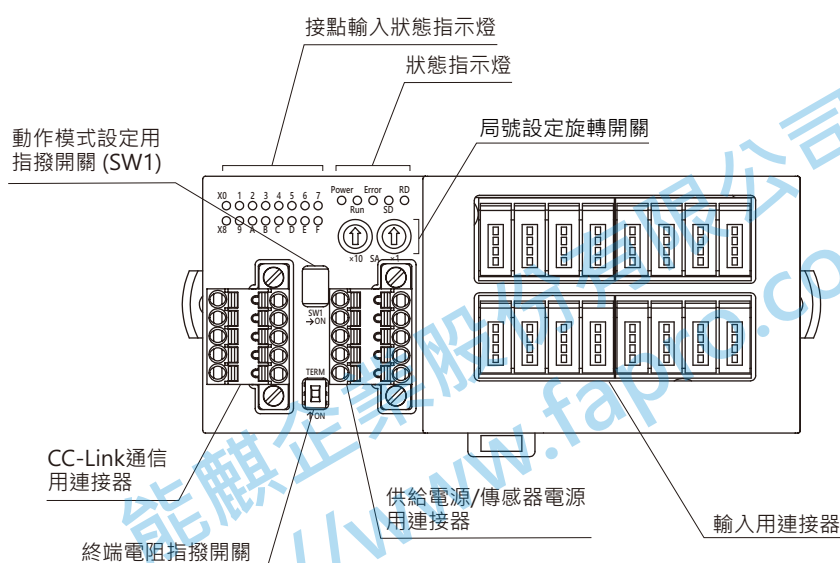 接點輸入狀態指示燈
狀態指示燈
動作模式設定用
指撥開關 (SW1)
局號設定旋轉開關
Power Error RD
Run SD
X0 1 2 3 4 5 6 7
X8 9 A B C D E F
×10 SA ×1
SW1
→ON
TERM
↑ON
CC-Link通信
用連接器
供給電源/傳感器電源
用連接器
輸入用連接器
終端電阻指撥開關
能麒企業股份有限公司
//www.fapro.co